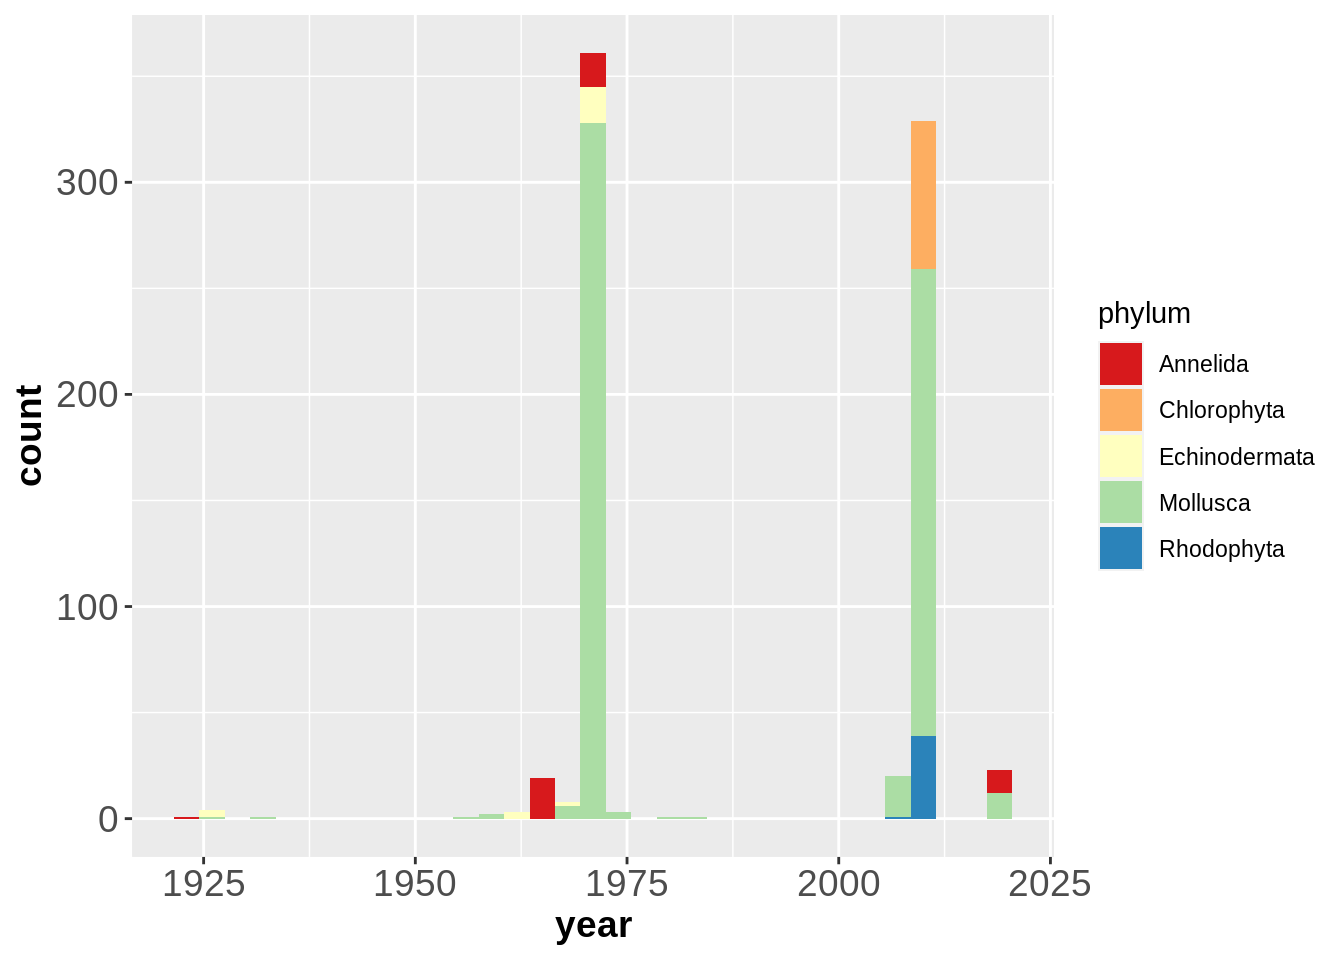 300
200
100
0
count
1925
1950
1975
2000
2025
year
phylum
Annelida
Chlorophyta
Echinodermata
Mollusca
Rhodophyta